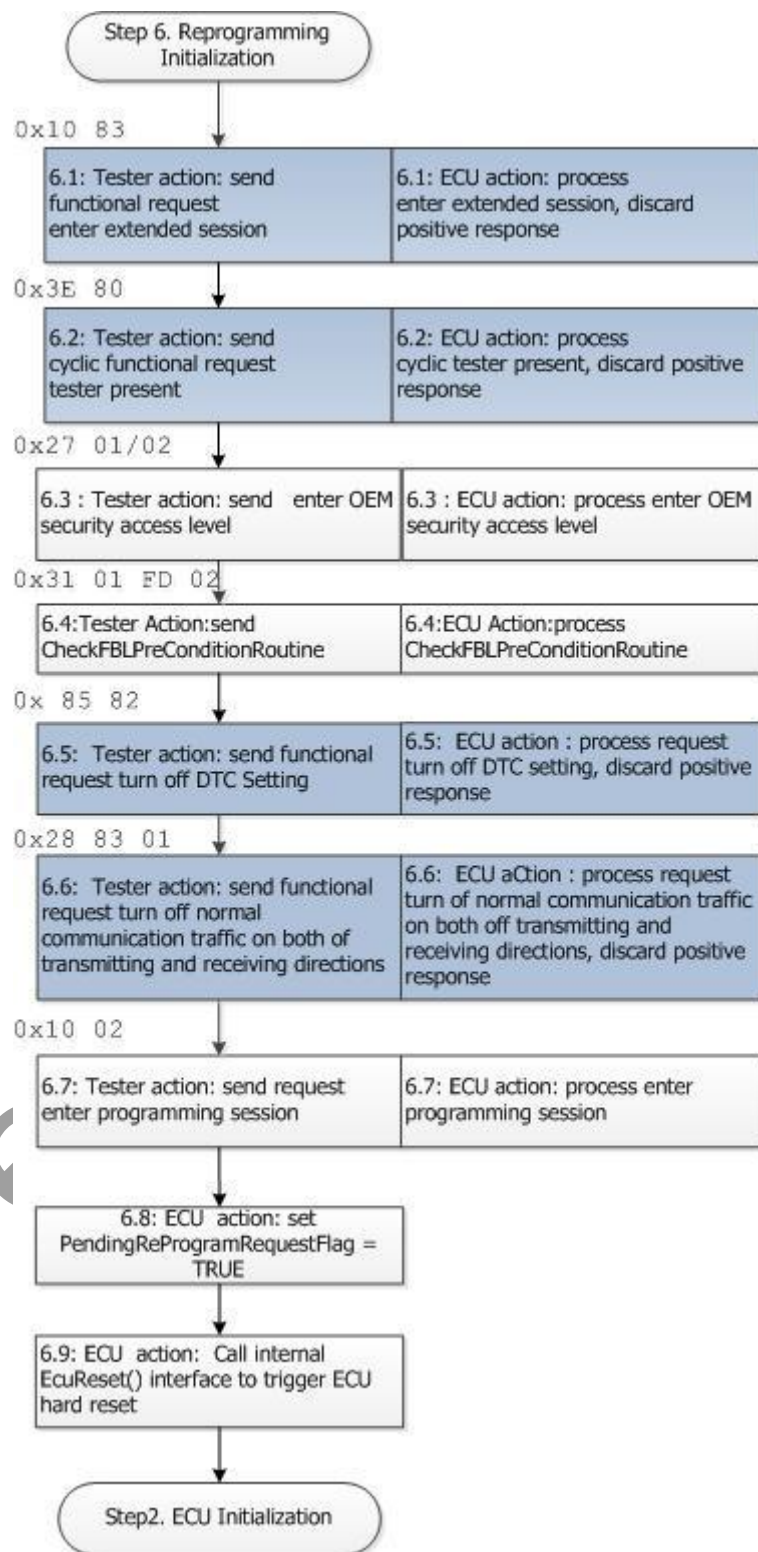 Step 6. Reprogramming
Initialization
0x10 83
6.1: Tester action: send
functional request
enter extended session
6.1: ECU action: process
enter extended session, discard
positive response
0x3E 80
6.2: Tester action: send
cyclic functional request
tester present
6.2: ECU action: process
cyclic tester present, discard positive
response
0x27 01/02
6.3 : Tester action: send enter OEM
security access level
6.3 : ECU action: process enter OEM
security access level
0x31 01 FD 02
6.4:Tester Action:send
CheckFBLPreConditionRoutine
6.4:ECU Action:process
CheckFBLPreConditionRoutine
0x 85 82
6.5: Tester action: send functional
request turn off DTC Setting
6.5: ECU action : process request
turn off DTC setting, discard positive
response
0x28 83 01
6.6: Tester action: send functional
request turn off normal
communication traffic on both of
transmitting and receiving directions
6.6: ECU aCtion : process request
turn of normal communication traffic
on both off transmitting and
receiving directions, discard positive
response
0x10 02
6.7: Tester action: send request
enter programming session
6.7: ECU action: process enter
programming session
6.8: ECU action: set
PendingReProgramRequestFlag =
TRUE
6.9: ECU action: Call internal
EcuReset() interface to trigger ECU
hard reset
Step2. ECU Initialization